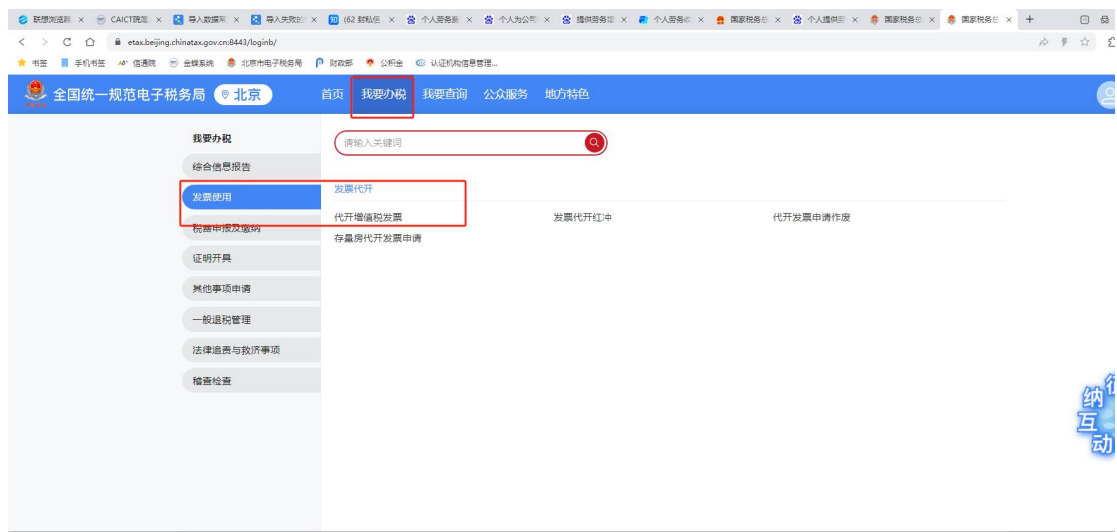 联想浏览器 CAICT院区 导入数据写 导入失败的 (62 封私信 个人劳务报 个人为公司 提供劳务增 个人劳务 国家税务总 个人提供 国家税务总 国家税务总
etax.beijing.chinatax.gov.cn:8443/loginb/
书签 手机书签 信通院 金蝶系统 北京市电子税务局 财政部 公积金 认证机构信息管理...
全国统一规范电子税务局 北京 首页 我要办税 我要查询 公众服务 地方特色
我要办税
请输入关键词
综合信息报告
发票使用
发票代开
代开增值税发票 发票代开红冲 代开发票申请作废
税费申报及缴纳
存量房代开发票申请
证明开具
其他事项申请
一般退税管理
法律追责与救济事项
稽查检查
纳
互
动